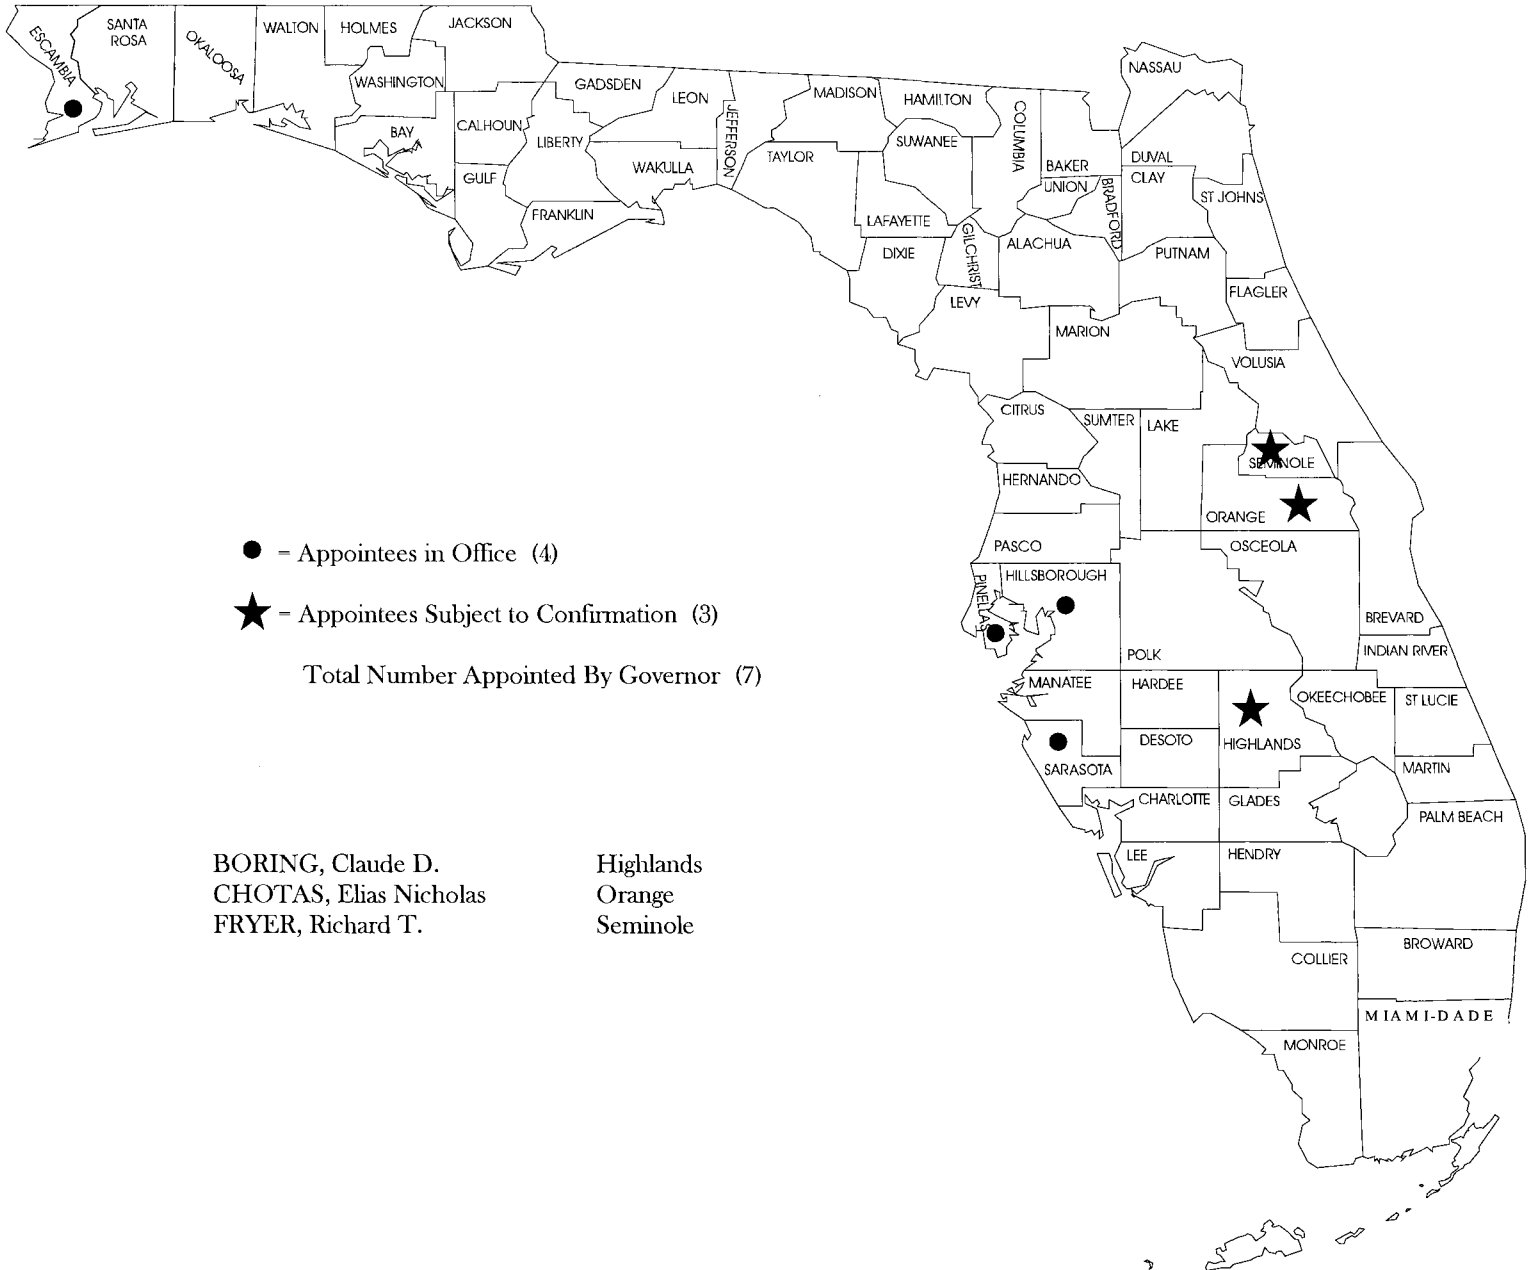 ESCAMBIA
SANTA
ROSA
OKALOOSA
WALTON
HOLMES
JACKSON
WASHINGTON
BAY
CALHOUN
GULF
LIBERTY
GADSDEN
FRANKLIN
LEON
WAKULLA
JEFFERSON
MADISON
TAYLOR
HAMILTON
SUWANEE
LAFAYETTE
DIXIE
COLUMBIA
GILCHRIST
LEVY
BAKER
UNION
BRADFORD
ALACHUA
NASSAU
DUVAL
CLAY
ST JOHNS
PUTNAM
FLAGLER
MARION
VOLUSIA
CITRUS
SUMTER
LAKE
SEMINOLE
HERNANDO
ORANGE
PASCO
OSCEOLA
PINELLAS
HILLSBOROUGH
BREVARD
POLK
INDIAN RIVER
MANATEE
HARDEE
OKEECHOBEE
ST LUCIE
DESOTO
HIGHLANDS
SARASOTA
MARTIN
CHARLOTTE
GLADES
PALM BEACH
LEE
HENDRY
BROWARD
COLLIER
MIAMI-DADE
MONROE
= Appointees in Office (4)
= Appointees Subject to Confirmation (3)
Total Number Appointed By Governor (7)
BORING, Claude D. Highlands
CHOTAS, Elias Nicholas Orange
FRYER, Richard T. Seminole